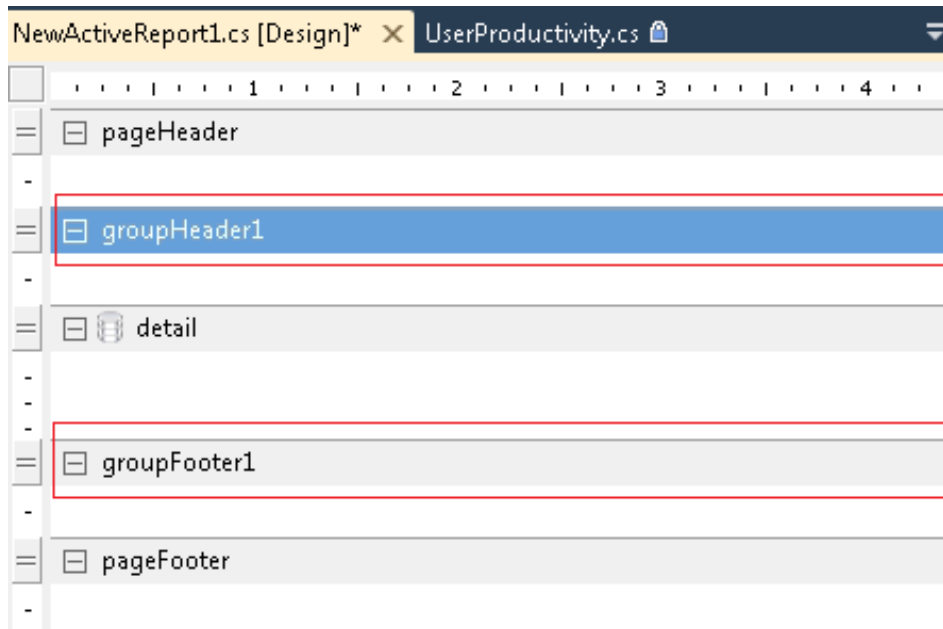 NewActiveReport1.cs [Design]* UserProductivity.cs
1 2 3 4
pageHeader
groupHeader1
detail
groupFooter1
pageFooter